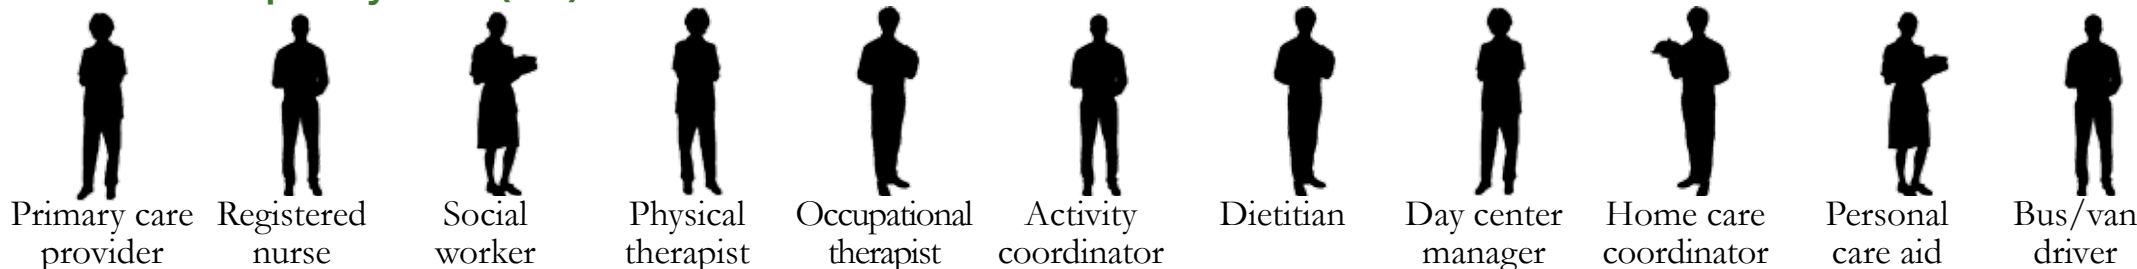 Primary care provider
Registered nurse
Social worker
Physical therapist
Occupational therapist
Activity coordinator
Dietitian
Day center manager
Home care coordinator
Personal care aid
Bus/van driver